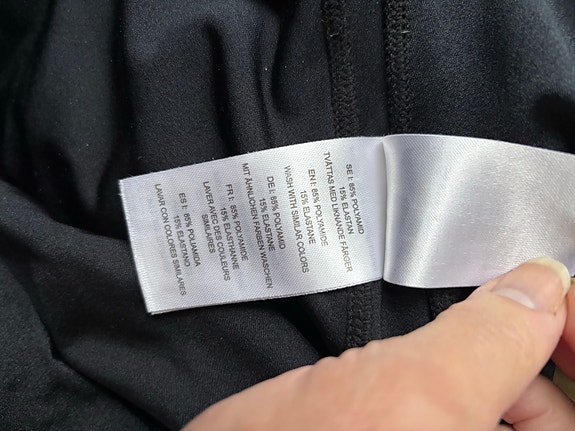 SE I: 85% POLYAMID
15% ELASTAN
TVÄTTAS MED LIKNANDE FÄRGER
EN I: 85% POLYAMIDE
15% ELASTANE
WASH WITH SIMILAR COLORS
DE I: 85% POLYAMID
15% ELASTANE
MIT ÄHNLICHEN FARBEN WASCHEN
FR I: 85% POLYAMIDE
15% ELASTHANNE
LAVER AVEC DES COULEURS
SIMILAIRES
ES I: 85% POLIAMIDA
15% ELASTANO
LAVAR CON COLORES SIMILARES